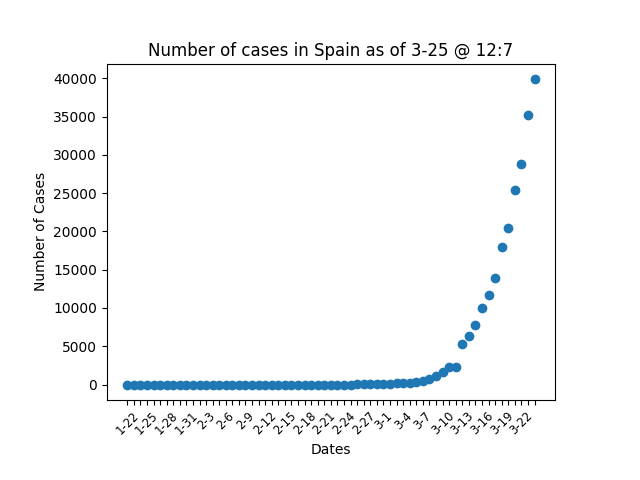 Number of cases in Spain as of 3-25 @ 12:7
40000
35000
30000
25000
20000
15000
10000
5000
0
Number of Cases
1-22 1-25 1-28 1-31 2-3 2-6 2-9 2-12 2-15 2-18 2-21 2-24 2-27 3-1 3-4 3-7 3-10 3-13 3-16 3-19 3-22
Dates